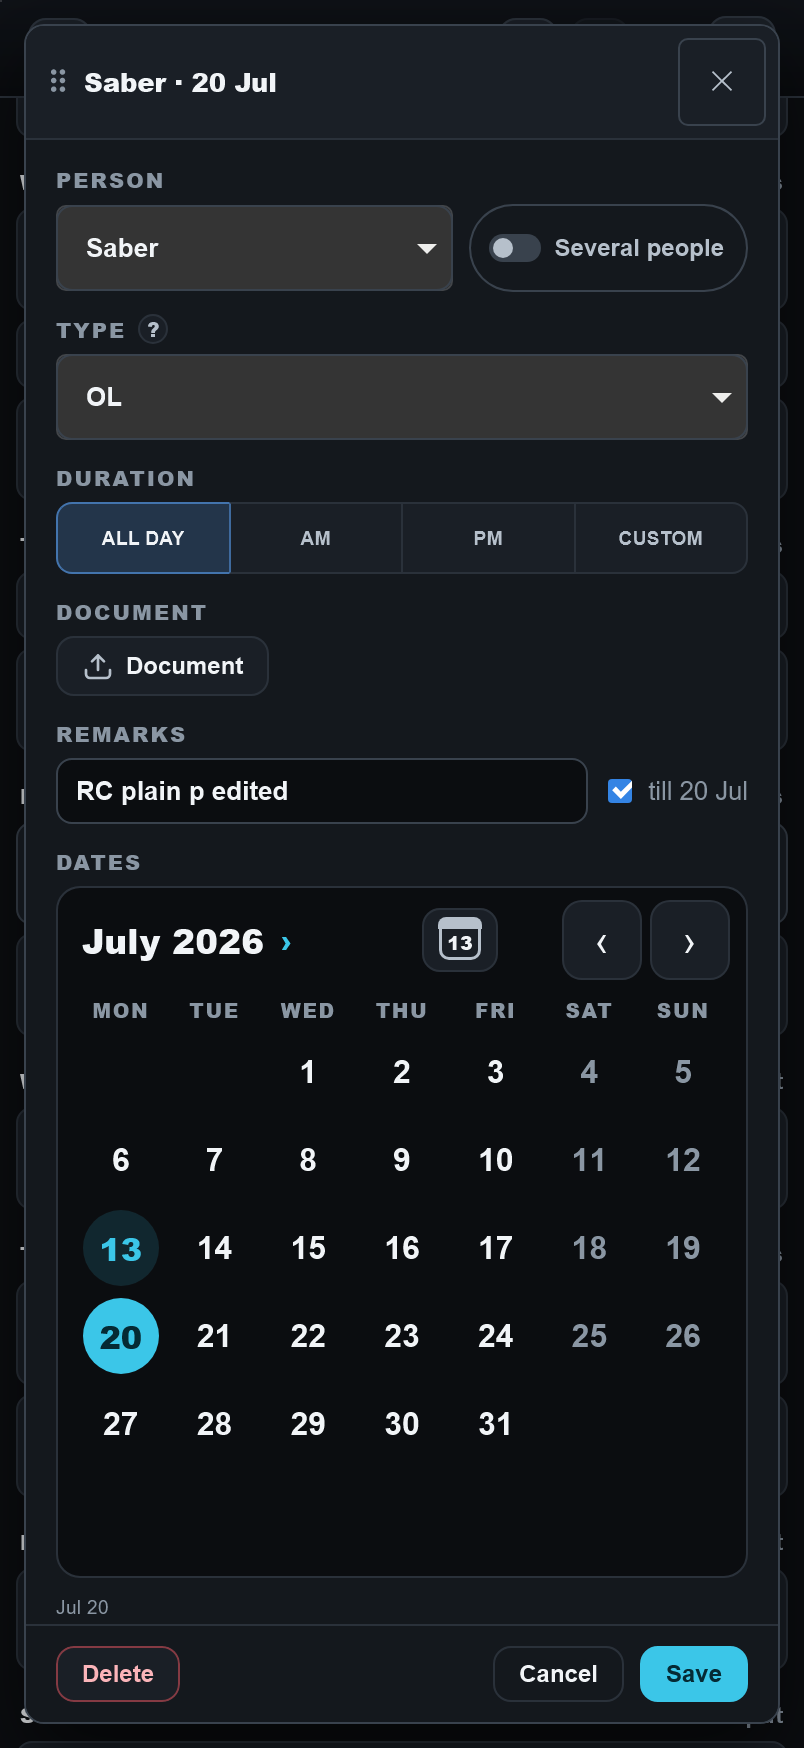 Saber · 20 Jul
PERSON
Saber
Several people
TYPE ?
OL
DURATION
ALL DAY AM PM CUSTOM
DOCUMENT
Document
REMARKS
RC plain p edited
till 20 Jul
DATES
July 2026 ›
13
‹ ›
MON TUE WED THU FRI SAT SUN
1 2 3 4 5
6 7 8 9 10 11 12
13 14 15 16 17 18 19
20 21 22 23 24 25 26
27 28 29 30 31
Jul 20
Delete Cancel Save